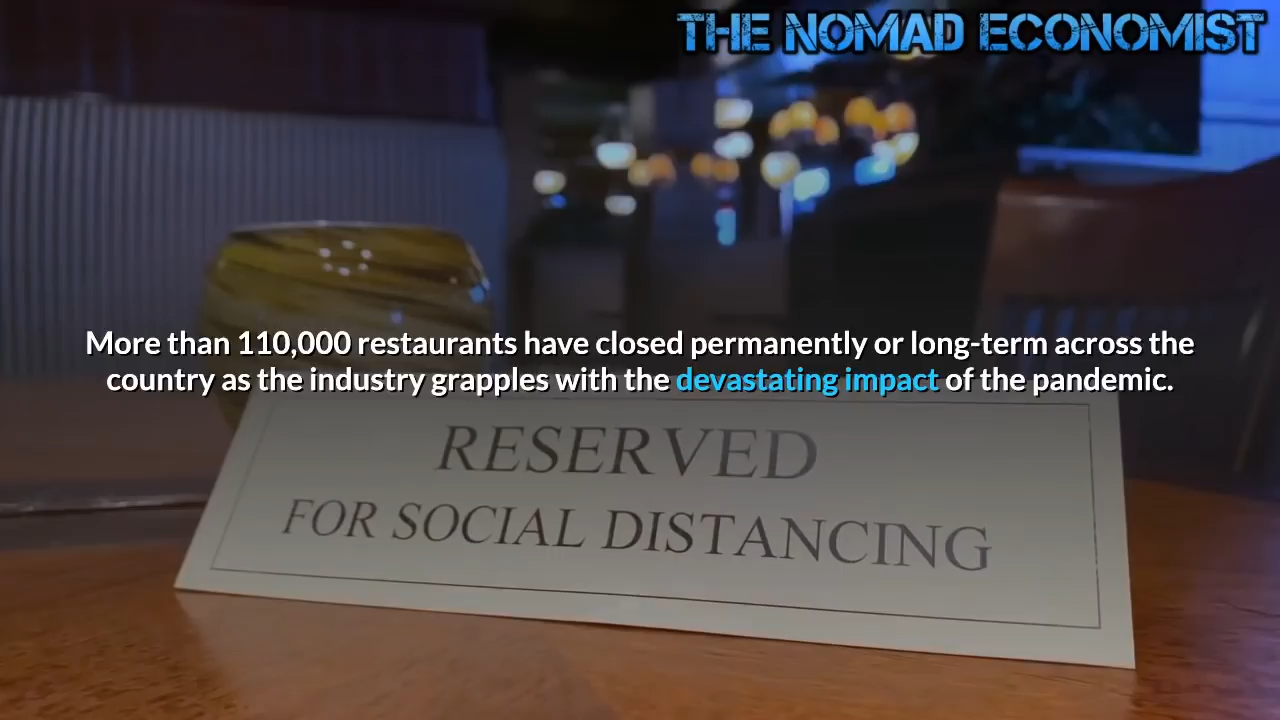 THE NOMAD ECONOMIST
More than 110,000 restaurants have closed permanently or long-term across the
country as the industry grapples with the devastating impact of the pandemic.
RESERVED
FOR SOCIAL DISTANCING